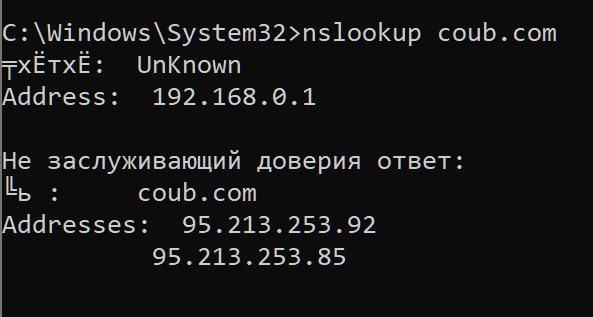 C:\Windows\System32>nslookup coub.com
╤хЁтхЁ:  UnKnown
Address:  192.168.0.1
Не заслуживающий доверия ответ:
╚ь :     coub.com
Addresses:  95.213.253.92
          95.213.253.85